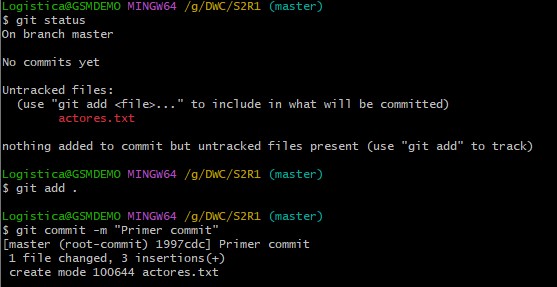 Logistica@GSMDEMO MINGW64 /g/DWC/S2R1 (master)
$ git status
On branch master
No commits yet
Untracked files:
(use "git add <file>..." to include in what will be committed)
actores.txt
nothing added to commit but untracked files present (use "git add" to track)
Logistica@GSMDEMO MINGW64 /g/DWC/S2R1 (master)
$ git add .
Logistica@GSMDEMO MINGW64 /g/DWC/S2R1 (master)
$ git commit -m "Primer commit"
[master (root-commit) 1997cdc] Primer commit
1 file changed, 3 insertions(+)
create mode 100644 actores.txt